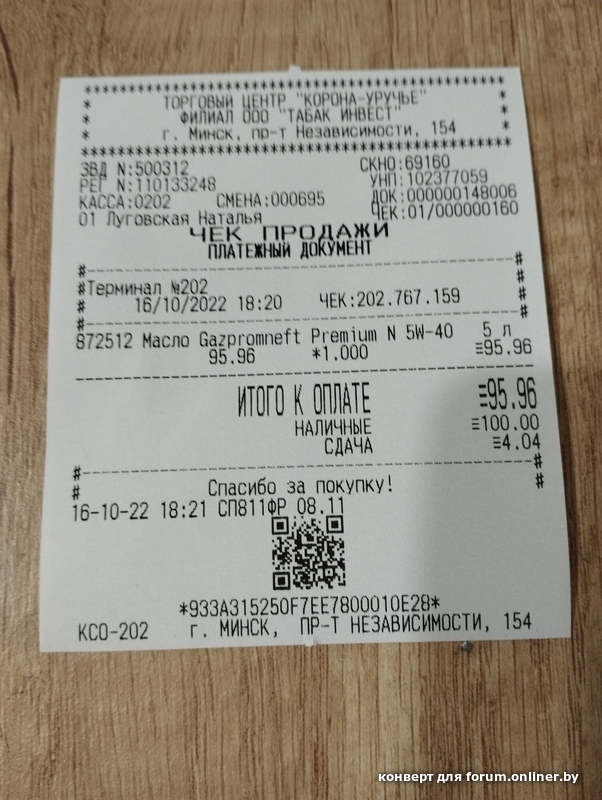 ****************************************
* ТОРГОВЫЙ ЦЕНТР "КОРОНА-УРУЧЬЕ" *
* ФИЛИАЛ ООО "ТАБАК ИНВЕСТ" *
* г. Минск, пр-т Независимости, 154 *
****************************************
ЗВД N:500312 СКНО:69160
РЕГ N:110133248 УНП:102377059
КАССА:0202 СМЕНА:000695 ДОК:000000148006
01 Луговская Наталья ЧЕК:01/000000160
ЧЕК ПРОДАЖИ
ПЛАТЕЖНЫЙ ДОКУМЕНТ
#--------------------------------------#
#Терминал №202 #
# 16/10/2022 18:20 ЧЕК:202.767.159 #
#--------------------------------------#
872512 Масло Gazpromneft Premium N 5W-40 5 л
95.96 *1.000 =95.96
ИТОГО К ОПЛАТЕ =95.96
НАЛИЧНЫЕ =100.00
СДАЧА =4.04
#--------------------------------------#
# Спасибо за покупку! #
16-10-22 18:21 СП811ФР 08.11
*933A315250F7EE7800010E28*
КСО-202 г. МИНСК, ПР-Т НЕЗАВИСИМОСТИ, 154
конверт для forum.onliner.by